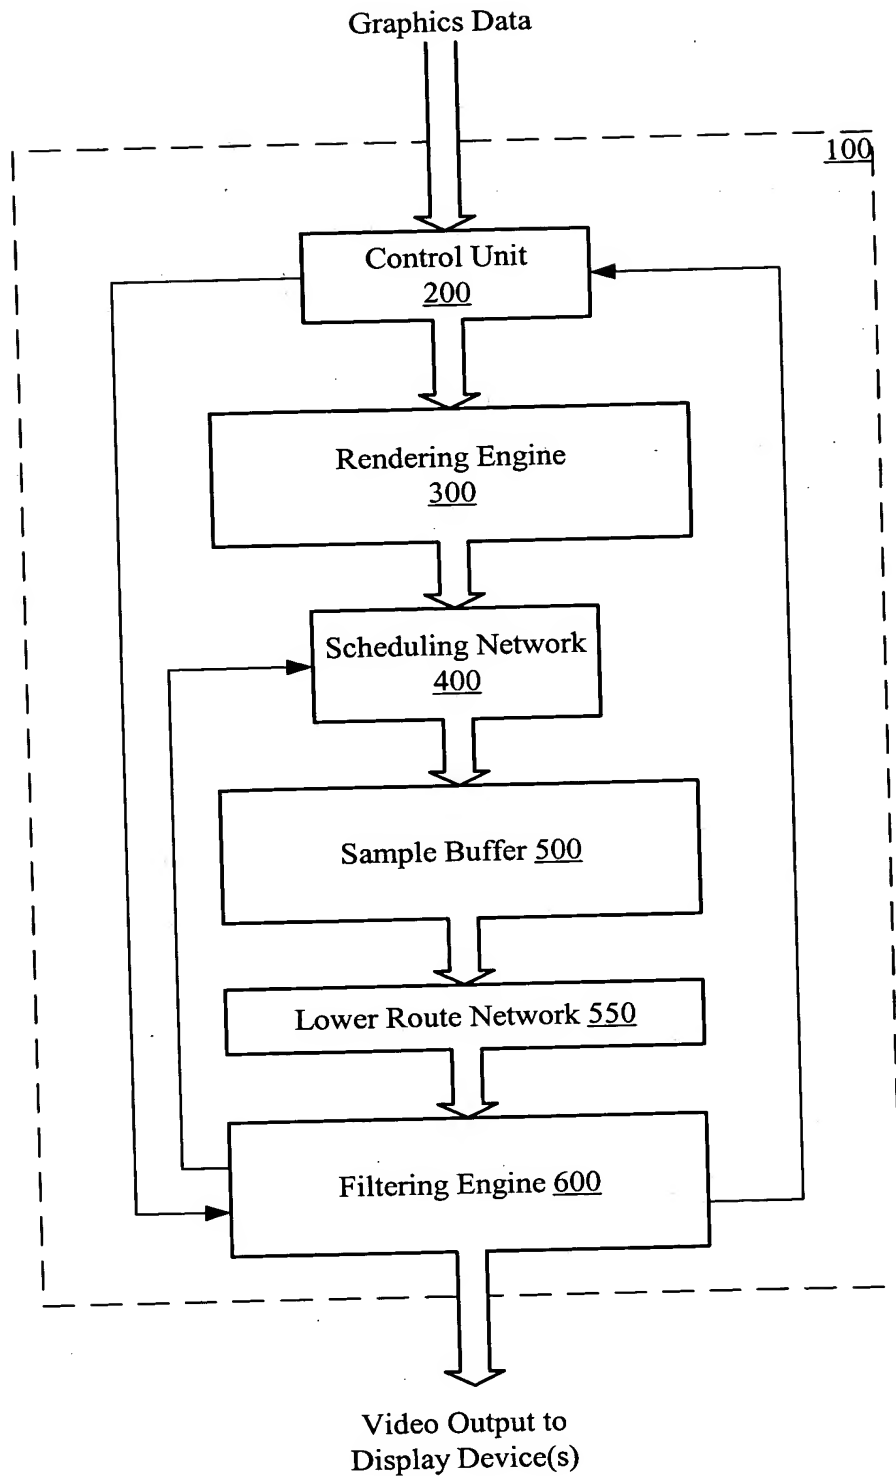 Graphics Data
100
Control Unit
200
Rendering Engine
300
Scheduling Network
400
Sample Buffer 500
Lower Route Network 550
Filtering Engine 600
Video Output to
Display Device(s)